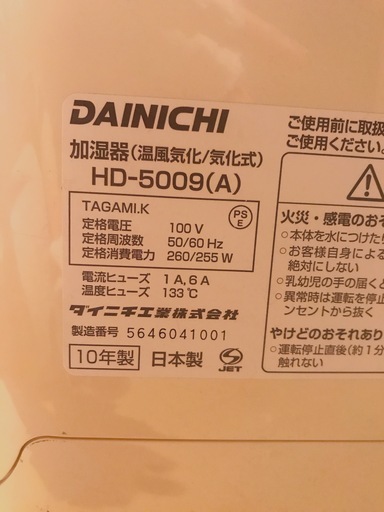 DAINICHI
加湿器(温風気化/気化式)
HD-5009(A)
TAGAMI.K
定格電圧 100 V
定格周波数 50/60 Hz
定格消費電力 260/255 W
PS
E
電流ヒューズ 1 A, 6 A
温度ヒューズ 133℃
ダイニチ工業株式会社
製造番号 5646041001
10年製 日本製
JET
ご使用前に取扱
ご使用ください。
火災・感電のおそ
本体を水につけた
お客様自身による
絶対にしない
乳幼児の手の届く
異常時は運転を停
ンセントから抜く
やけどのおそれあり
運転停止直後(約1分
触れない